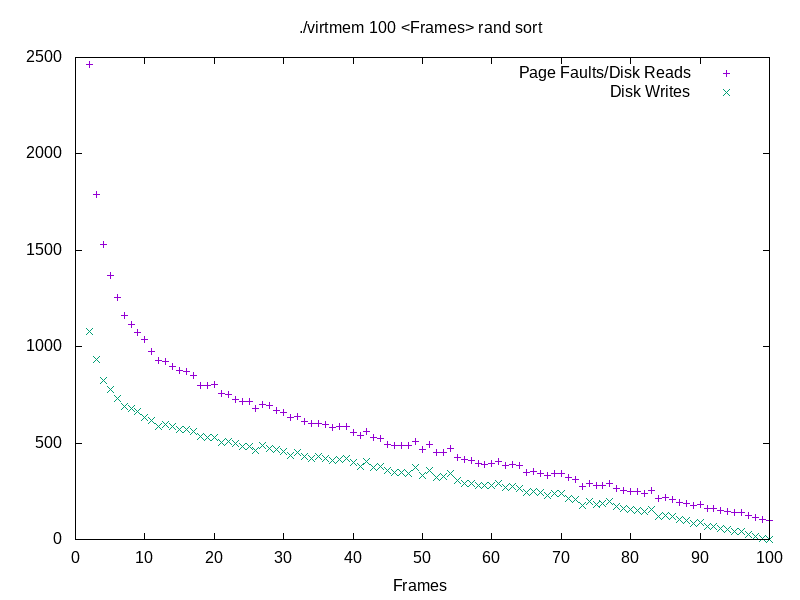 ./virtmem 100 <Frames> rand sort
2500
2000
1500
1000
500
0
Page Faults/Disk Reads
Disk Writes
0 10 20 30 40 50 60 70 80 90 100
Frames